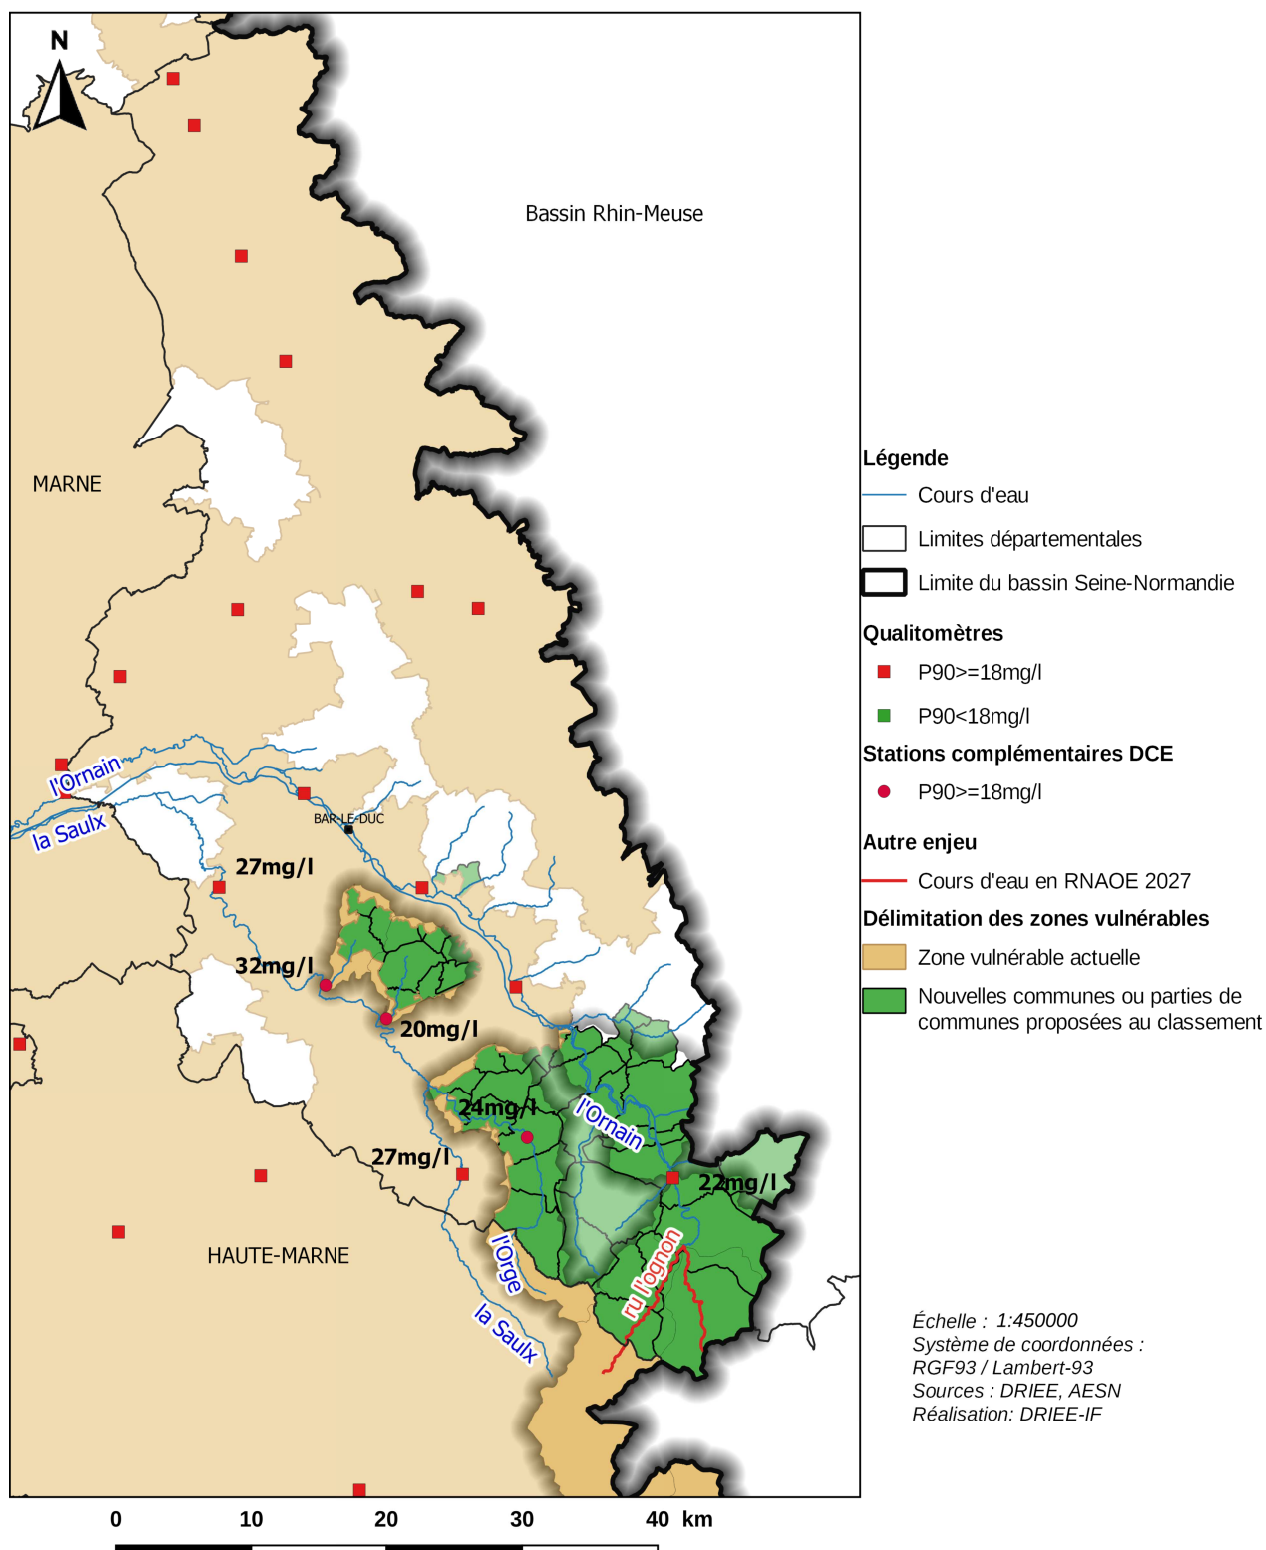 N
Bassin Rhin-Meuse
MARNE
l'Ornain
la Saulx
BAR-LE-DUC
27mg/l
32mg/l
20mg/l
24mg/l
l'Ornain
27mg/l
22mg/l
HAUTE-MARNE
l'Orge
ru l'ognon
la Saulx
0 10 20 30 40 km
Légende
Cours d'eau
Limites départementales
Limite du bassin Seine-Normandie
Qualitomètres
P90>=18mg/l
P90<18mg/l
Stations complémentaires DCE
P90>=18mg/l
Autre enjeu
Cours d'eau en RNAOE 2027
Délimitation des zones vulnérables
Zone vulnérable actuelle
Nouvelles communes ou parties de
communes proposées au classement
Échelle : 1:450000
Système de coordonnées :
RGF93 / Lambert-93
Sources : DRIEE, AESN
Réalisation: DRIEE-IF